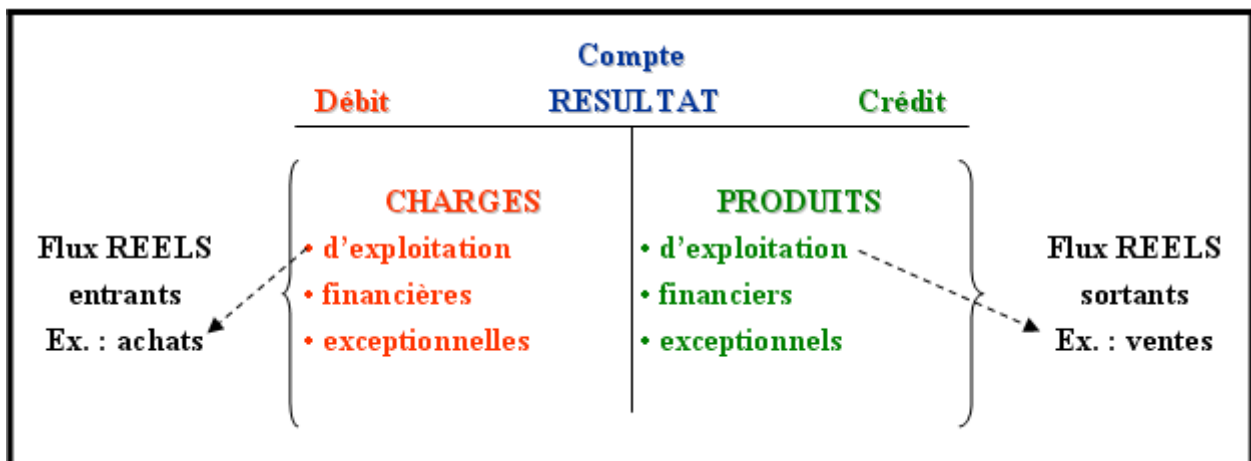 Compte
Débit RESULTAT Crédit
CHARGES PRODUITS
Flux REELS • d’exploitation • d’exploitation Flux REELS
entrants • financières • financiers sortants
Ex. : achats • exceptionnelles • exceptionnels Ex. : ventes